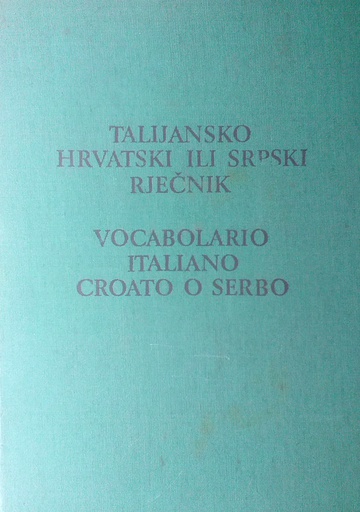 TALIJANSKO
HRVATSKI ILI SRPSKI
RJEČNIK
VOCABOLARIO
ITALIANO
CROATO O SERBO